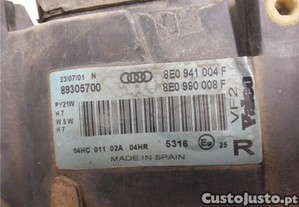 23/07/01 N
8E0 941 004 F
89305700
8E0 990 008 F
PY21W
H7
W5W
H7
VF2
Valeo
04HC 011 02A 04HR
5316
E9
25
R
MADE IN SPAIN
CustoJusto.pt